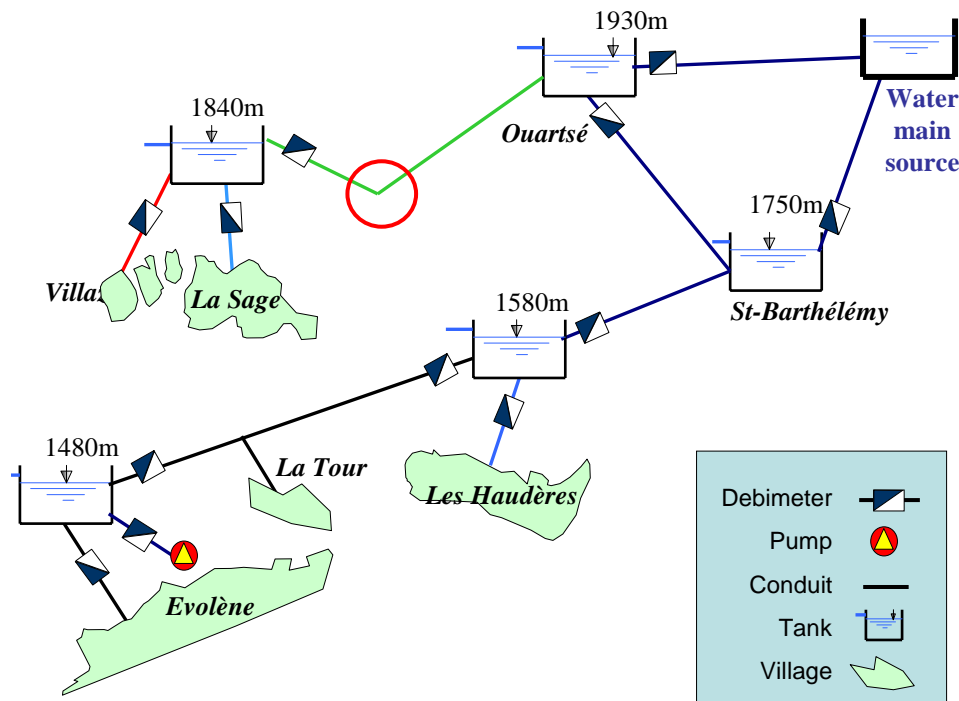 1930m
1840m
Ouartsé
Water
main
source
1750m
Villaz
La Sage
St-Barthélémy
1580m
1480m
La Tour
Les Haudères
Evolène
Debimeter
Pump
Conduit
Tank
Village